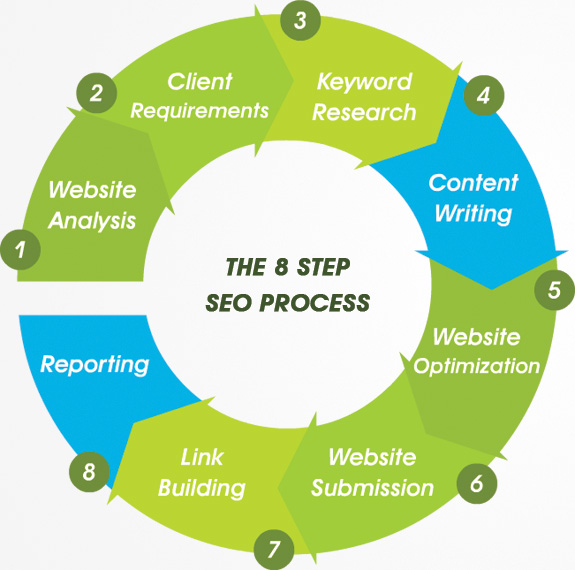 1
Website
Analysis
2
Client
Requirements
3
Keyword
Research
4
Content
Writing
5
Website
Optimization
6
Website
Submission
7
Link
Building
8
Reporting
THE 8 STEP
SEO PROCESS